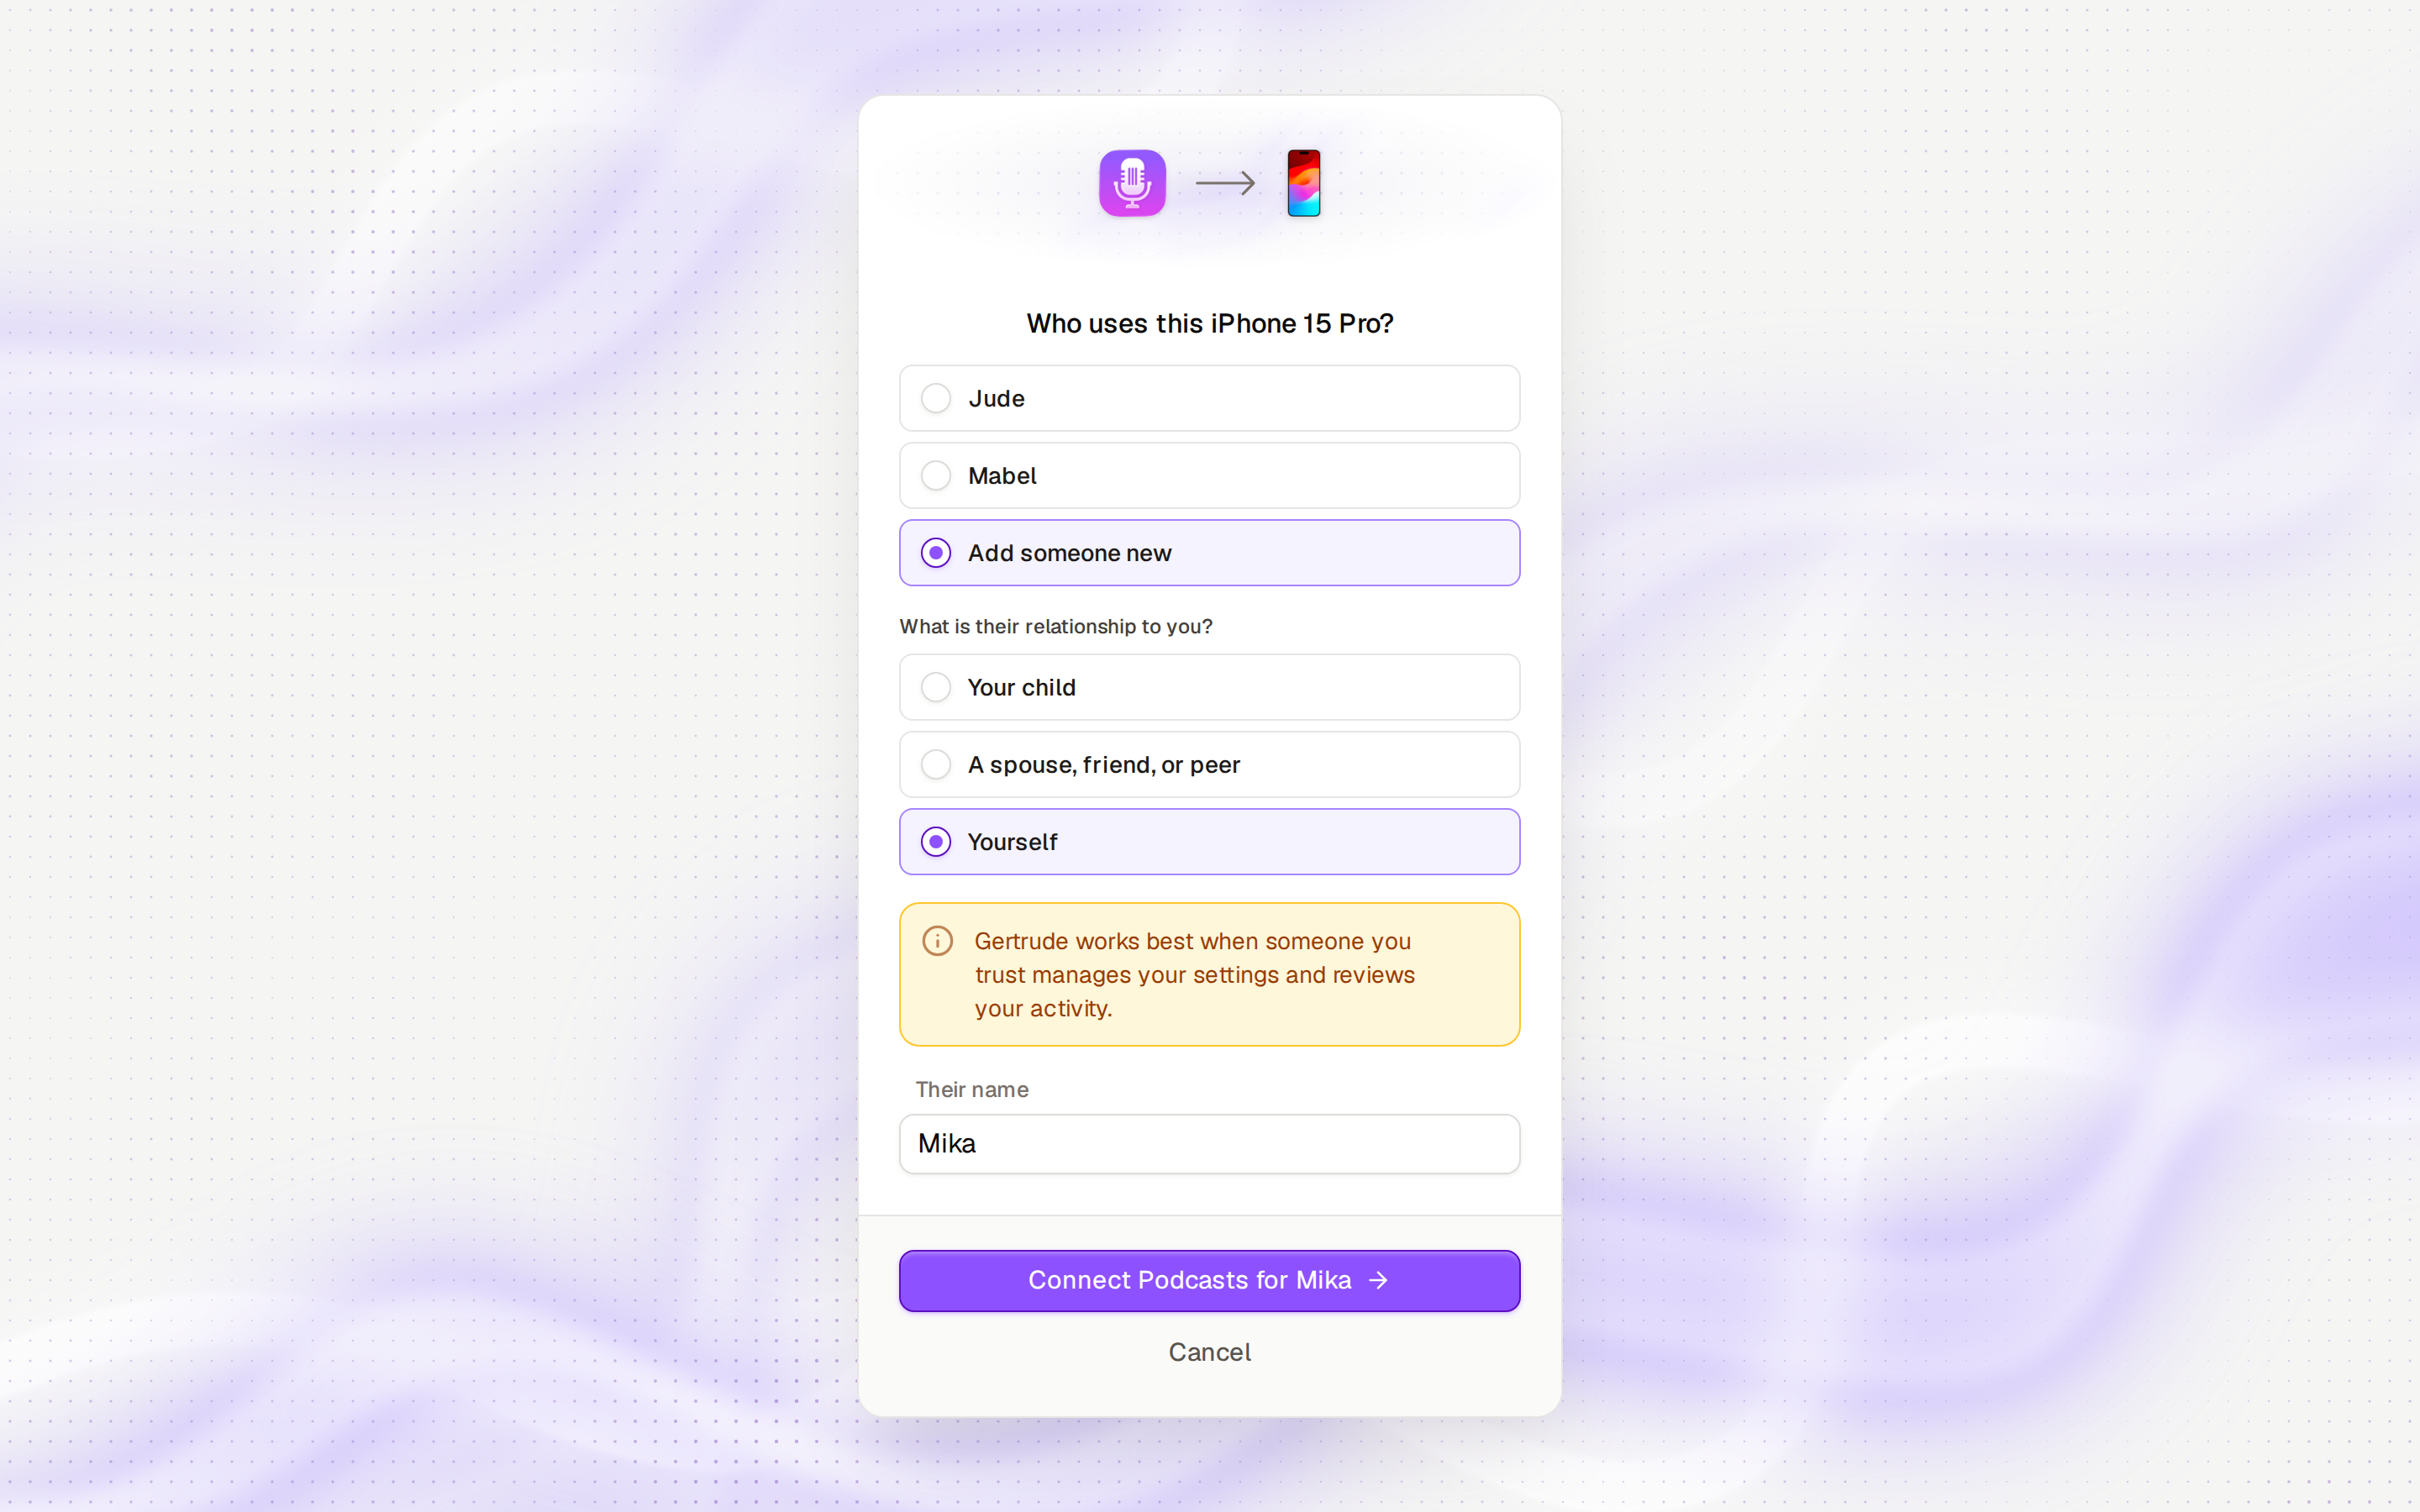 Who uses this iPhone 15 Pro?
Jude
Mabel
Add someone new
What is their relationship to you?
Your child
A spouse, friend, or peer
Yourself
Gertrude works best when someone you
trust manages your settings and reviews
your activity.
Their name
Mika
Connect Podcasts for Mika →
Cancel